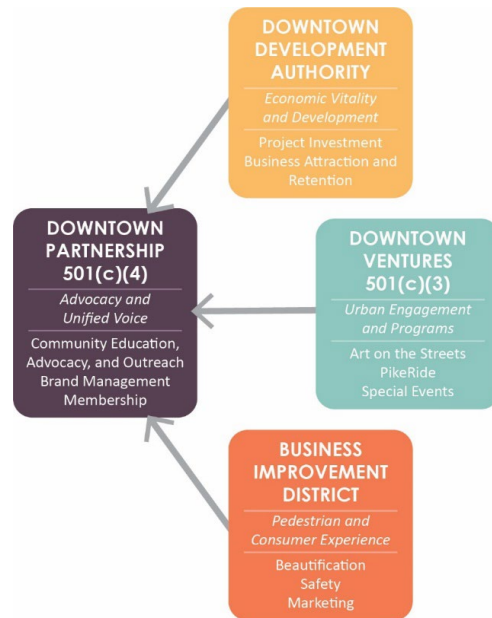 DOWNTOWN
DEVELOPMENT
AUTHORITY
Economic Vitality
and Development
Project Investment
Business Attraction and
Retention
DOWNTOWN
PARTNERSHIP
501(c)(4)
Advocacy and
Unified Voice
Community Education,
Advocacy, and Outreach
Brand Management
Membership
DOWNTOWN
VENTURES
501(c)(3)
Urban Engagement
and Programs
Art on the Streets
PikeRide
Special Events
BUSINESS
IMPROVEMENT
DISTRICT
Pedestrian and
Consumer Experience
Beautification
Safety
Marketing